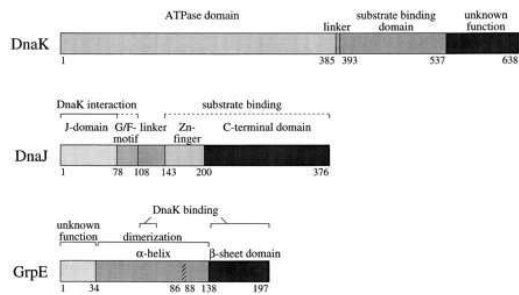 ATPase domain
linker
substrate binding domain
unknown function
DnaK
1 385 393 537 638
DnaK interaction
substrate binding
J-domain G/F-motif linker Zn-finger C-terminal domain
DnaJ
1 78 108 143 200 376
DnaK binding
unknown function
dimerization
α-helix β-sheet domain
GrpE
1 34 86 88 138 197